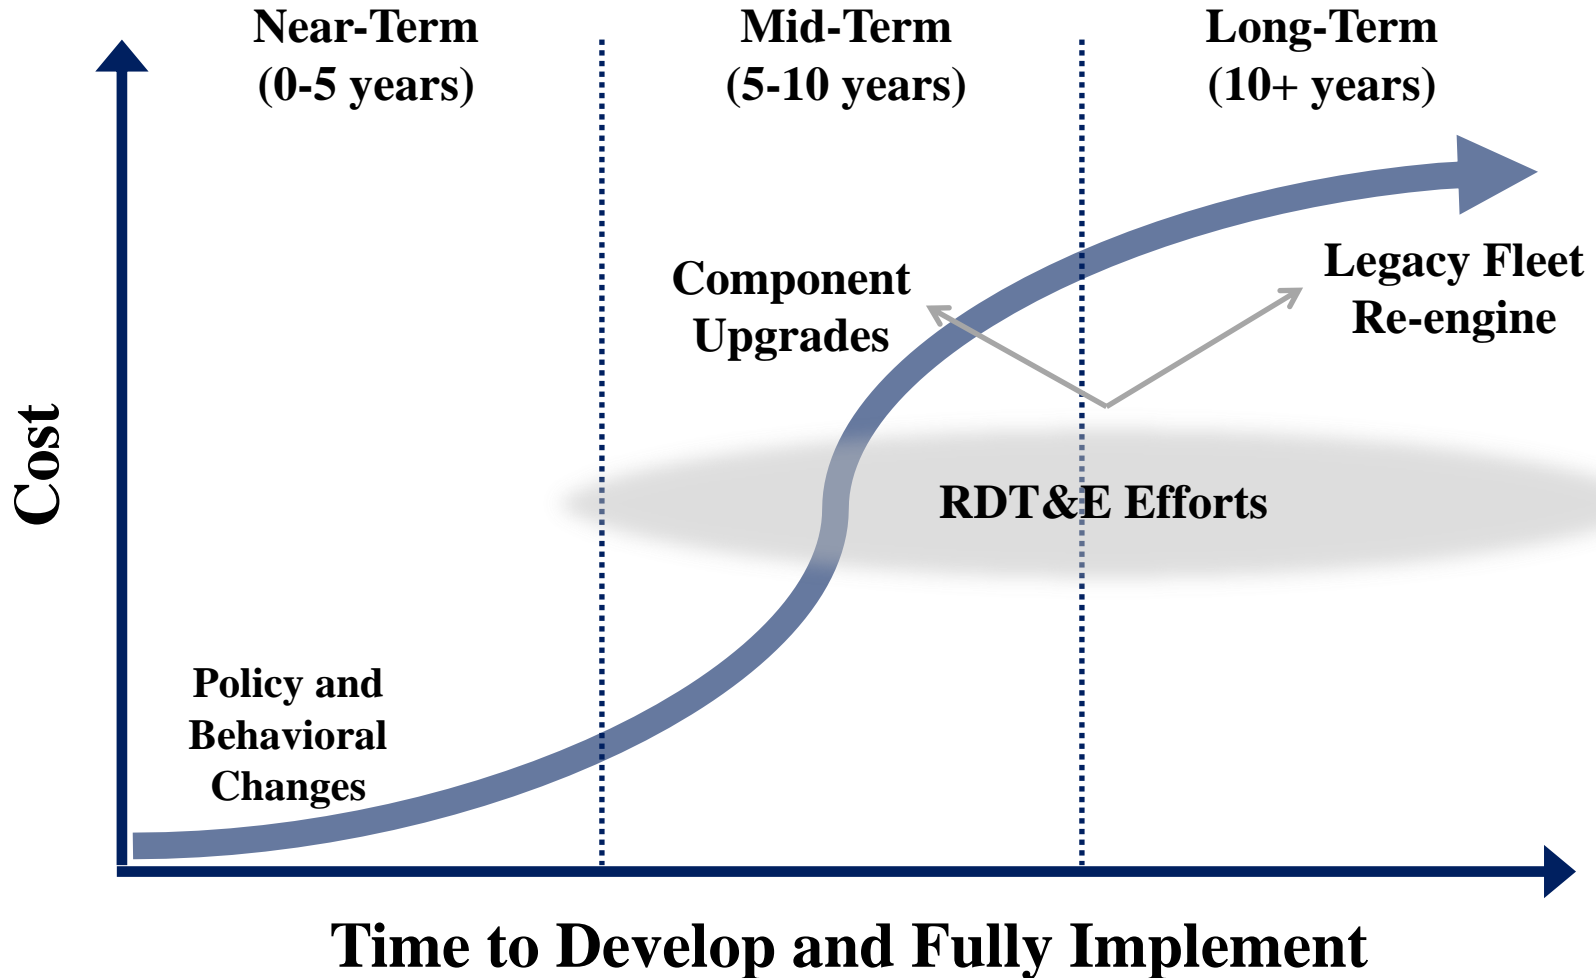 Near-Term
(0-5 years)
Mid-Term
(5-10 years)
Long-Term
(10+ years)
Component
Upgrades
Legacy Fleet
Re-engine
Cost
RDT&E Efforts
Policy and
Behavioral
Changes
Time to Develop and Fully Implement